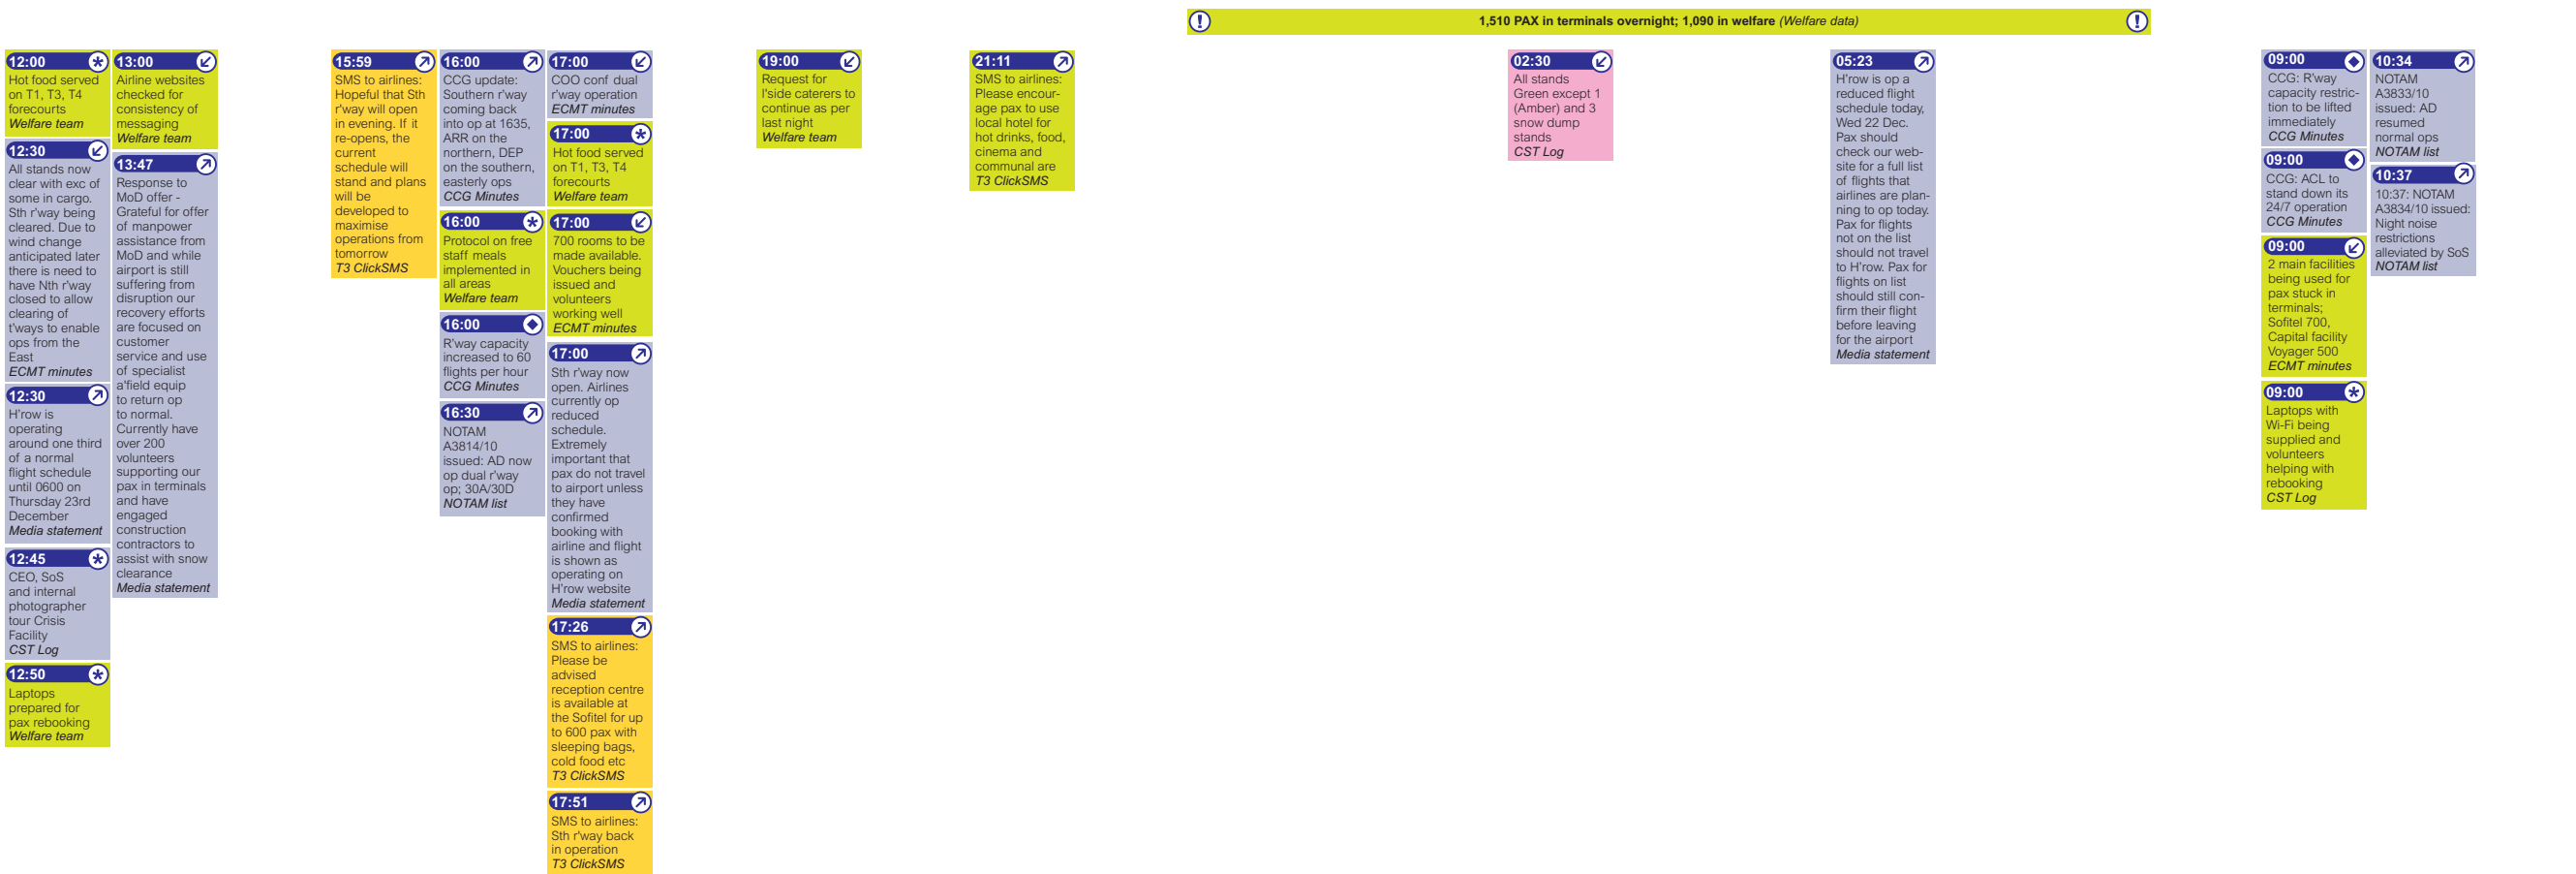 1,510 PAX in terminals overnight; 1,090 in welfare (Welfare data)
12:00
Hot food served
on T1, T3, T4
forecourts
Welfare team
12:30
All stands now
clear with exc of
some in cargo.
Sth r'way being
cleared. Due to
wind change
anticipated later
there is need to
have Nth r'way
closed to allow
clearing of
t'ways to enable
ops from the
East
ECMT minutes
12:30
H'row is
operating
around one third
of a normal
flight schedule
until 0600 on
Thursday 23rd
December
Media statement
12:45
CEO, SoS
and internal
photographer
tour Crisis
Facility
CST Log
12:50
Laptops
prepared for
pax rebooking
Welfare team
13:00
Airline websites
checked for
consistency of
messaging
Welfare team
13:47
Response to
MoD offer -
Grateful for offer
of manpower
assistance from
MoD and while
airport is still
suffering from
disruption our
recovery efforts
are focused on
customer
service and use
of specialist
a'field equip
to return op
to normal.
Currently have
over 200
volunteers
supporting our
pax in terminals
and have
engaged
construction
contractors to
assist with snow
clearance
Media statement
15:59
SMS to airlines:
Hopeful that Sth
r'way will open
in evening. If it
re-opens, the
current
schedule will
stand and plans
will be
developed to
maximise
operations from
tomorrow
T3 ClickSMS
16:00
CCG update:
Southern r'way
coming back
into op at 1635,
ARR on the
northern, DEP
on the southern,
easterly ops
CCG Minutes
16:00
Protocol on free
staff meals
implemented in
all areas
Welfare team
16:00
R'way capacity
increased to 60
flights per hour
CCG Minutes
16:30
NOTAM
A3814/10
issued: AD now
op dual r'way
op; 30A/30D
NOTAM list
17:00
COO conf dual
r'way operation
ECMT minutes
17:00
Hot food served
on T1, T3, T4
forecourts
Welfare team
17:00
700 rooms to be
made available.
Vouchers being
issued and
volunteers
working well
ECMT minutes
17:00
Sth r'way now
open. Airlines
currently op
reduced
schedule.
Extremely
important that
pax do not travel
to airport unless
they have
confirmed
booking with
airline and flight
is shown as
operating on
H'row website
Media statement
17:26
SMS to airlines:
Please be
advised
reception centre
is available at
the Sofitel for up
to 600 pax with
sleeping bags,
cold food etc
T3 ClickSMS
17:51
SMS to airlines:
Sth r'way back
in operation
T3 ClickSMS
19:00
Request for
l'side caterers to
continue as per
last night
Welfare team
21:11
SMS to airlines:
Please encour-
age pax to use
local hotel for
hot drinks, food,
cinema and
communal are
T3 ClickSMS
02:30
All stands
Green except 1
(Amber) and 3
snow dump
stands
CST Log
05:23
H'row is op a
reduced flight
schedule today,
Wed 22 Dec.
Pax should
check our web-
site for a full list
of flights that
airlines are plan-
ning to op today.
Pax for flights
not on the list
should not travel
to H'row. Pax for
flights on list
should still con-
firm their flight
before leaving
for the airport
Media statement
09:00
CCG: R'way
capacity restric-
tion to be lifted
immediately
CCG Minutes
09:00
CCG: ACL to
stand down its
24/7 operation
CCG Minutes
09:00
2 main facilities
being used for
pax stuck in
terminals;
Sofitel 700,
Capital facility
Voyager 500
ECMT minutes
09:00
Laptops with
Wi-Fi being
supplied and
volunteers
helping with
rebooking
CST Log
10:34
NOTAM
A3833/10
issued: AD
resumed
normal ops
NOTAM list
10:37
10:37: NOTAM
A3834/10 issued:
Night noise
restrictions
alleviated by SoS
NOTAM list